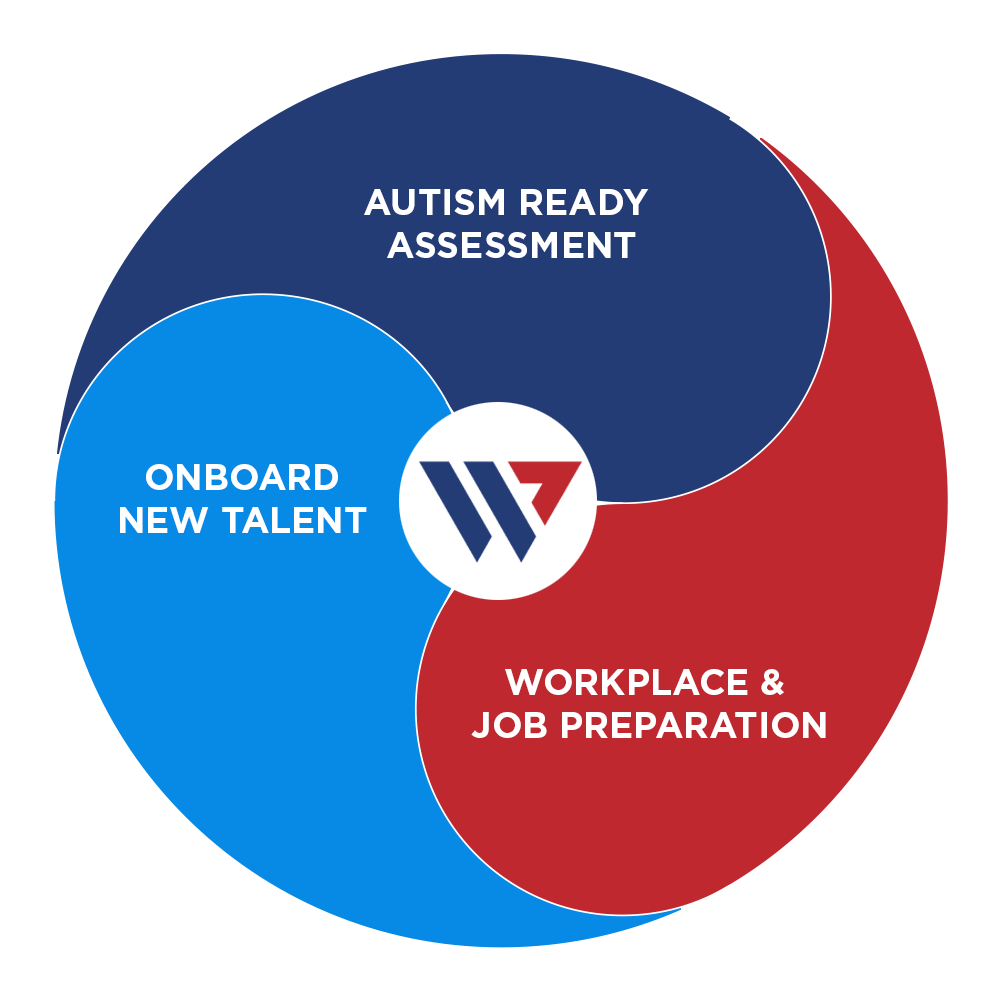 AUTISM READY
ASSESSMENT
ONBOARD
NEW TALENT
WORKPLACE &
JOB PREPARATION